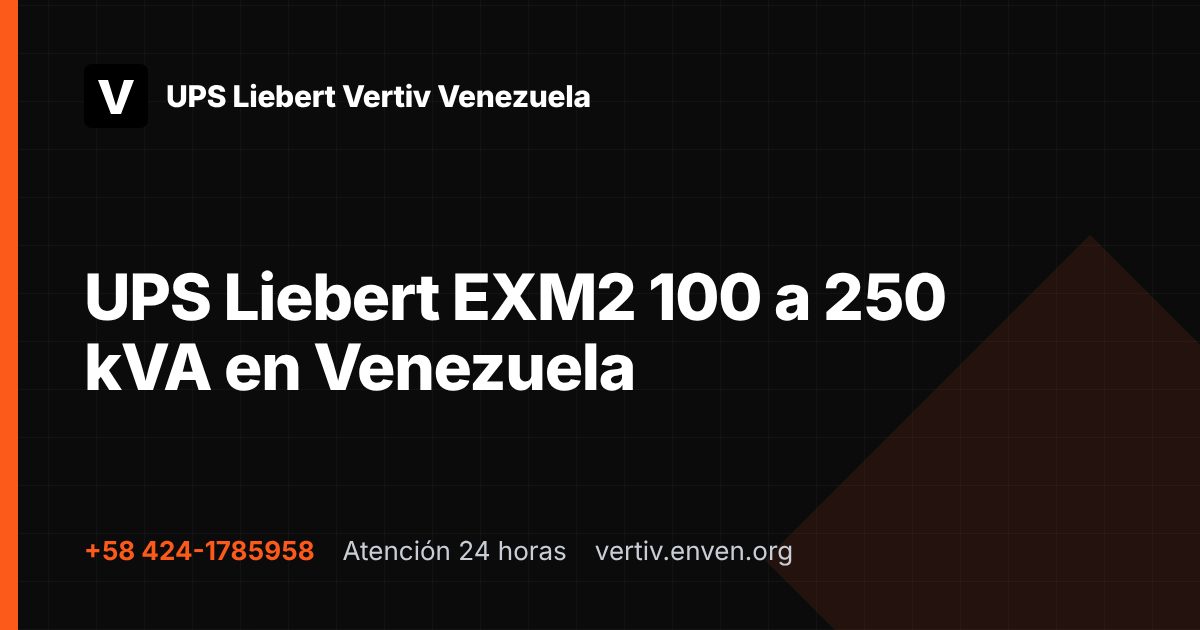 V
UPS Liebert Vertiv Venezuela
UPS Liebert EXM2 100 a 250
kVA en Venezuela
+58 424-1785958 Atención 24 horas vertiv.enven.org